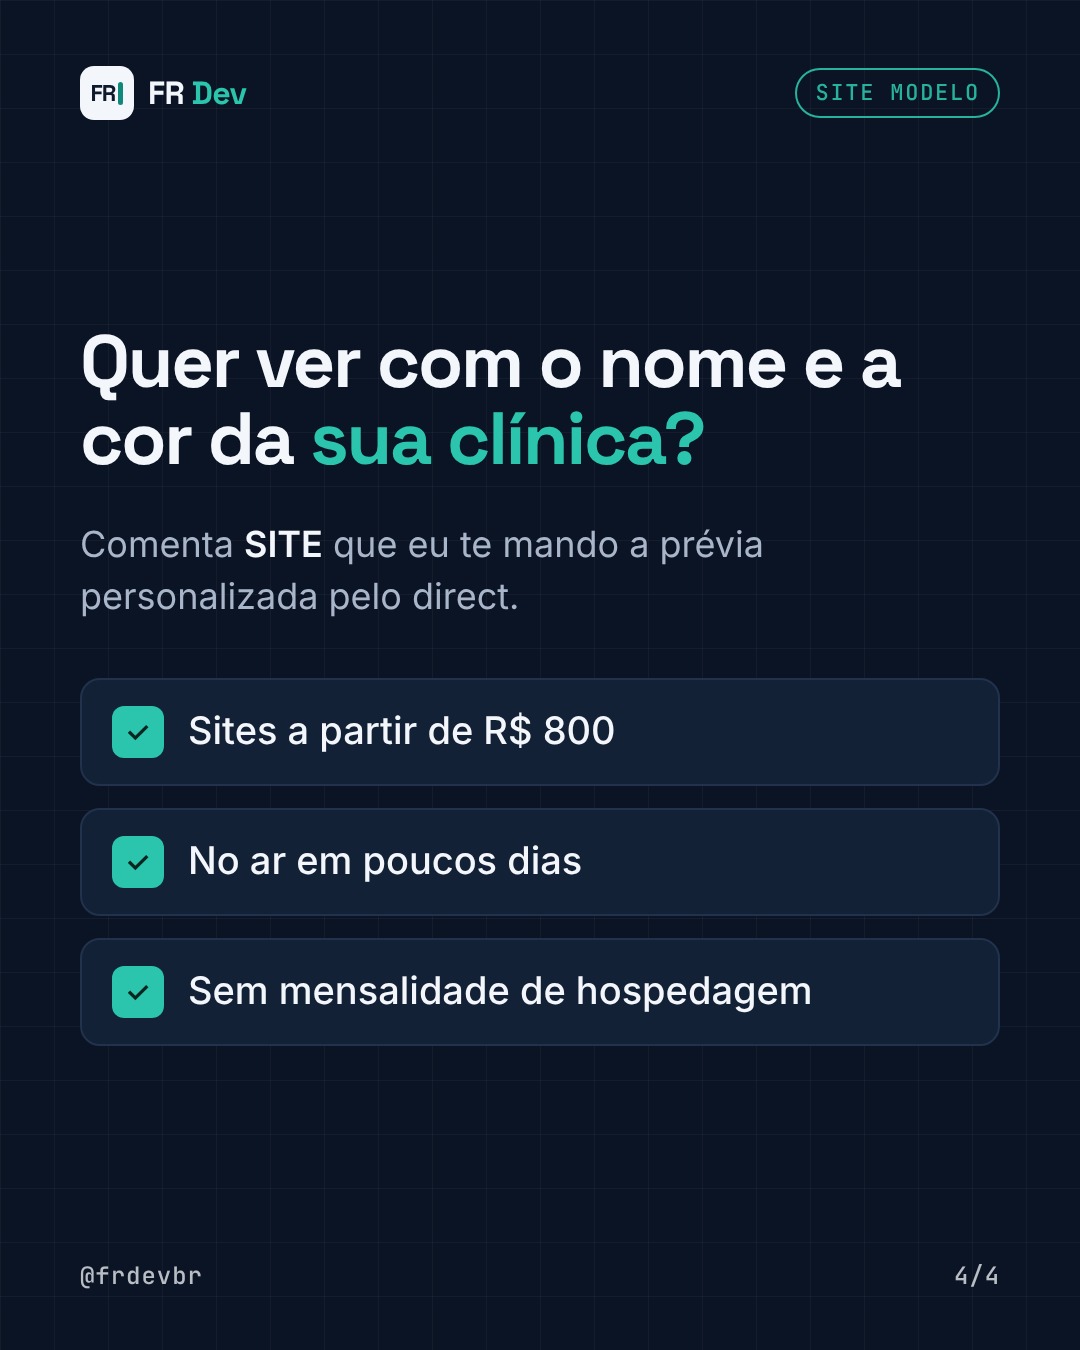 FR
FR Dev
SITE MODELO
Quer ver com o nome e a
cor da sua clínica?
Comenta SITE que eu te mando a prévia
personalizada pelo direct.
Sites a partir de R$ 800
No ar em poucos dias
Sem mensalidade de hospedagem
@frdevbr
4/4